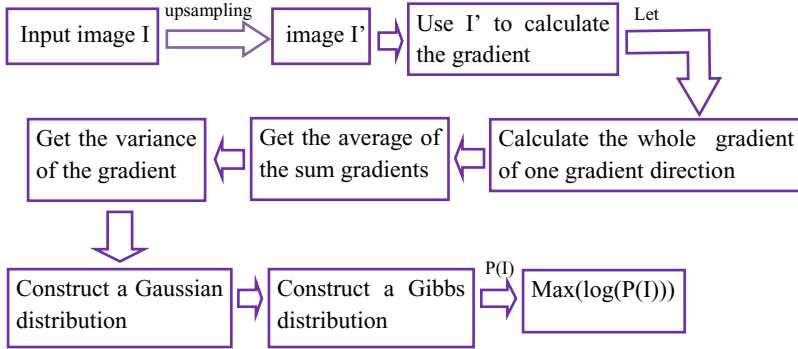 Input image I
upsampling
image I’
Use I’ to calculate
the gradient
Let
Calculate the whole gradient
of one gradient direction
Get the average of
the sum gradients
Get the variance
of the gradient
Construct a Gaussian
distribution
Construct a Gibbs
distribution
P(I)
Max(log(P(I)))